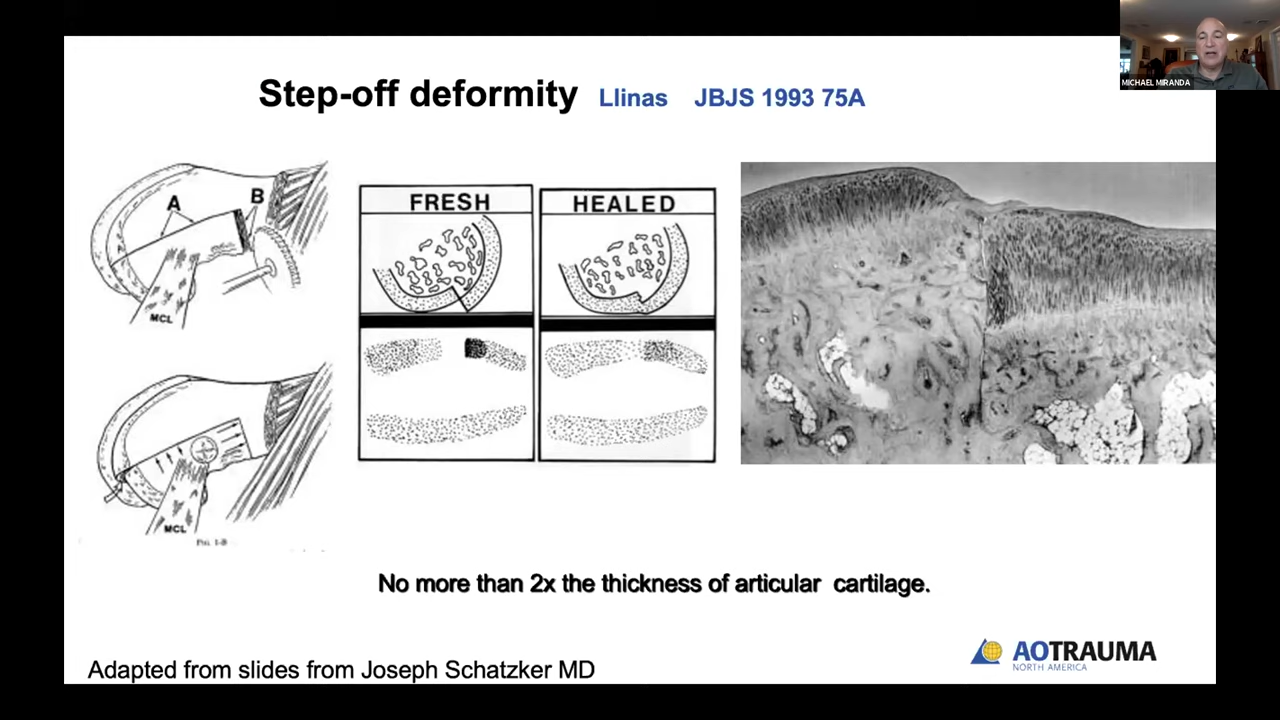 MICHAEL MIRANDA
Step-off deformity Llinas JBJS 1993 75A
A
B
MCL
FRESH
HEALED
MCL
No more than 2x the thickness of articular cartilage.
AOTRAUMA
NORTH AMERICA
Adapted from slides from Joseph Schatzker MD